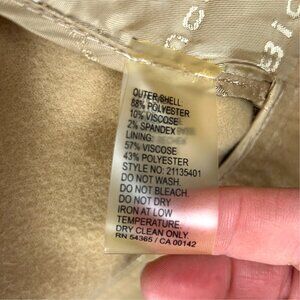 OUTER SHELL:
88% POLYESTER
10% VISCOSE
2% SPANDEX
LINING:
57% VISCOSE
43% POLYESTER
STYLE NO: 21135401
DO NOT WASH.
DO NOT BLEACH.
DO NOT DRY
IRON AT LOW
TEMPERATURE.
DRY CLEAN ONLY.
RN 54365 / CA 00142